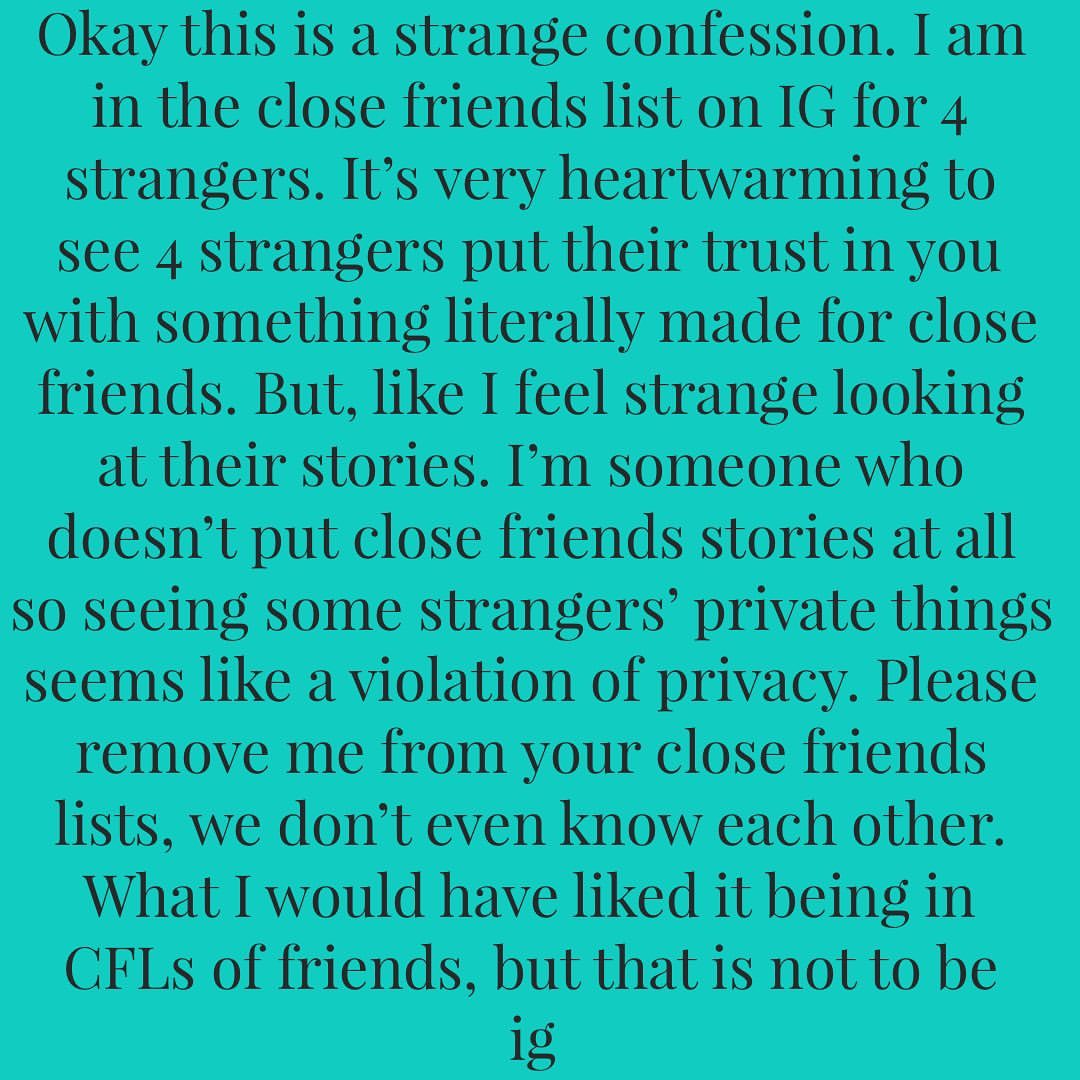 Okay this is a strange confession. I am
in the close friends list on IG for 4
strangers. It’s very heartwarming to
see 4 strangers put their trust in you
with something literally made for close
friends. But, like I feel strange looking
at their stories. I’m someone who
doesn’t put close friends stories at all
so seeing some strangers’ private things
seems like a violation of privacy. Please
remove me from your close friends
lists, we don’t even know each other.
What I would have liked it being in
CFLs of friends, but that is not to be
ig